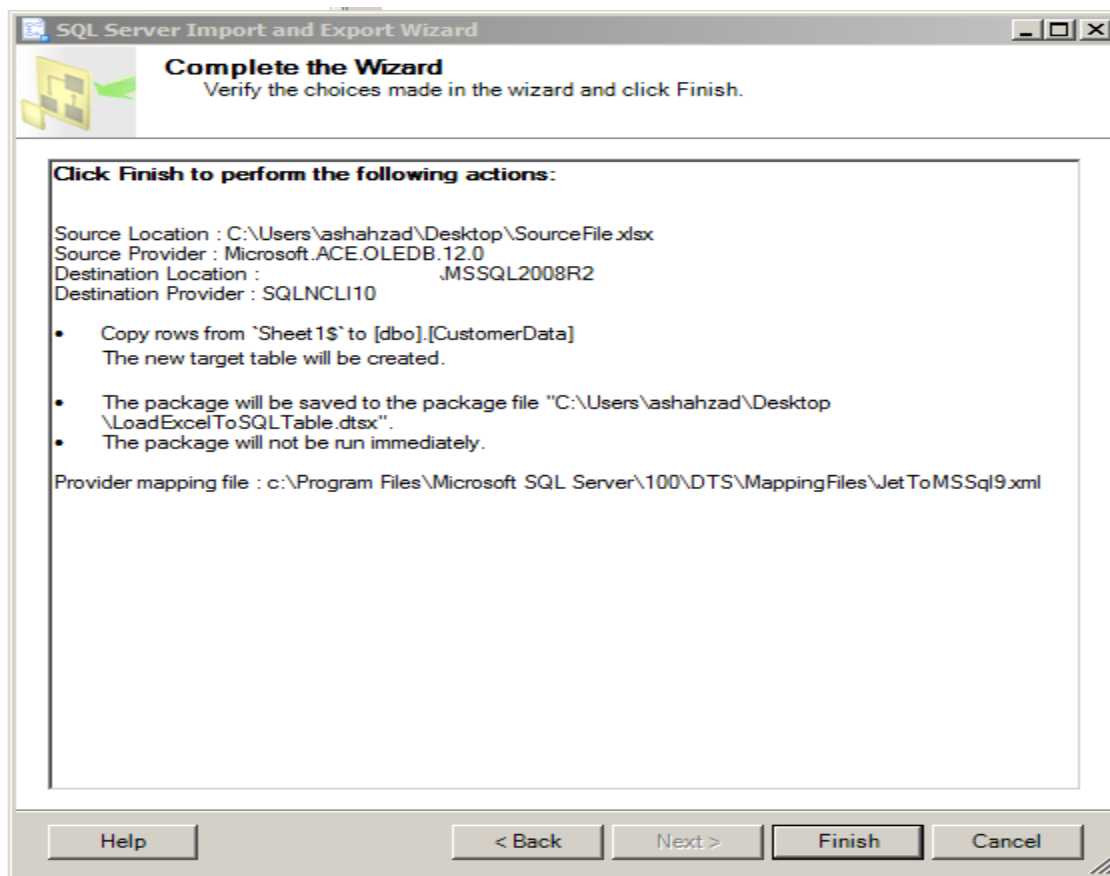 SQL Server Import and Export Wizard
Complete the Wizard
Verify the choices made in the wizard and click Finish.
Click Finish to perform the following actions:
Source Location : C:\Users\ashahzad\Desktop\SourceFile.xlsx
Source Provider : Microsoft.ACE.OLEDB.12.0
Destination Location : .MSSQL2008R2
Destination Provider : SQLNCLI10
• Copy rows from `Sheet1$` to [dbo].[CustomerData]
The new target table will be created.
• The package will be saved to the package file "C:\Users\ashahzad\Desktop
\LoadExcelToSQLTable.dtsx".
• The package will not be run immediately.
Provider mapping file : c:\Program Files\Microsoft SQL Server\100\DTS\MappingFiles\JetToMSSql9.xml
Help < Back Next > Finish Cancel